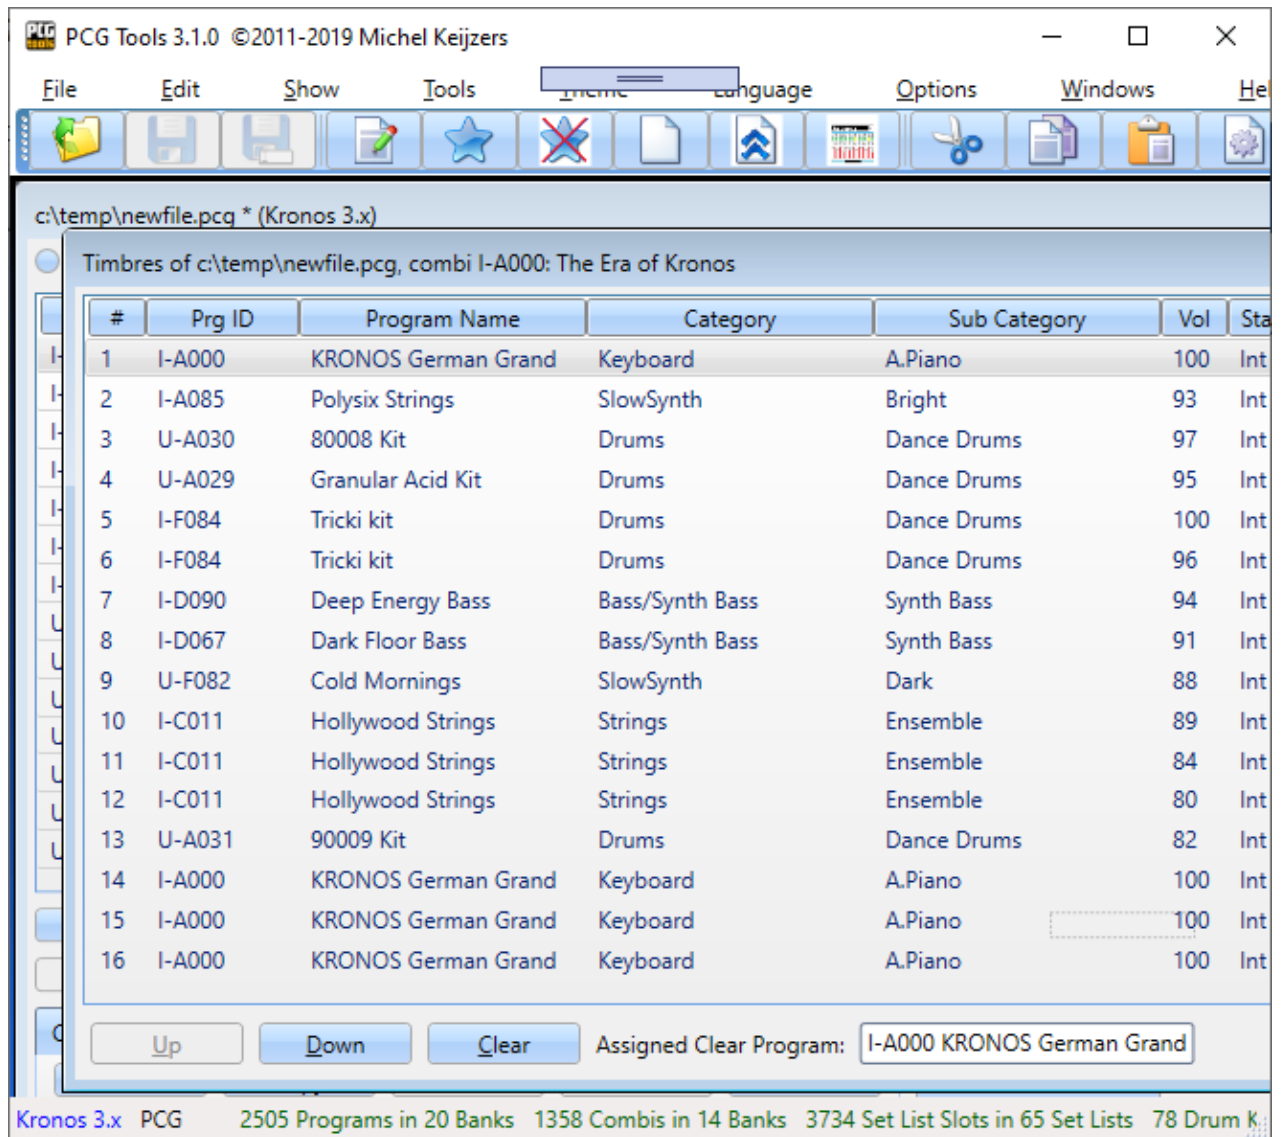 PCG Tools 3.1.0 ©2011-2019 Michel Keijzers
File Edit Show Tools Language Options Windows
c:\temp\newfile.pcg * (Kronos 3.x)
Timbres of c:\temp\newfile.pcg, combi I-A000: The Era of Kronos
# Prg ID Program Name Category Sub Category Vol Sta
1 I-A000 KRONOS German Grand Keyboard A.Piano 100 Int
2 I-A085 Polysix Strings SlowSynth Bright 93 Int
3 U-A030 80008 Kit Drums Dance Drums 97 Int
4 U-A029 Granular Acid Kit Drums Dance Drums 95 Int
5 I-F084 Tricki kit Drums Dance Drums 100 Int
6 I-F084 Tricki kit Drums Dance Drums 96 Int
7 I-D090 Deep Energy Bass Bass/Synth Bass Synth Bass 94 Int
8 I-D067 Dark Floor Bass Bass/Synth Bass Synth Bass 91 Int
9 U-F082 Cold Mornings SlowSynth Dark 88 Int
10 I-C011 Hollywood Strings Strings Ensemble 89 Int
11 I-C011 Hollywood Strings Strings Ensemble 84 Int
12 I-C011 Hollywood Strings Strings Ensemble 80 Int
13 U-A031 90009 Kit Drums Dance Drums 82 Int
14 I-A000 KRONOS German Grand Keyboard A.Piano 100 Int
15 I-A000 KRONOS German Grand Keyboard A.Piano 100 Int
16 I-A000 KRONOS German Grand Keyboard A.Piano 100 Int
Up Down Clear Assigned Clear Program: I-A000 KRONOS German Grand
Kronos 3.x PCG 2505 Programs in 20 Banks 1358 Combis in 14 Banks 3734 Set List Slots in 65 Set Lists 78 Drum K